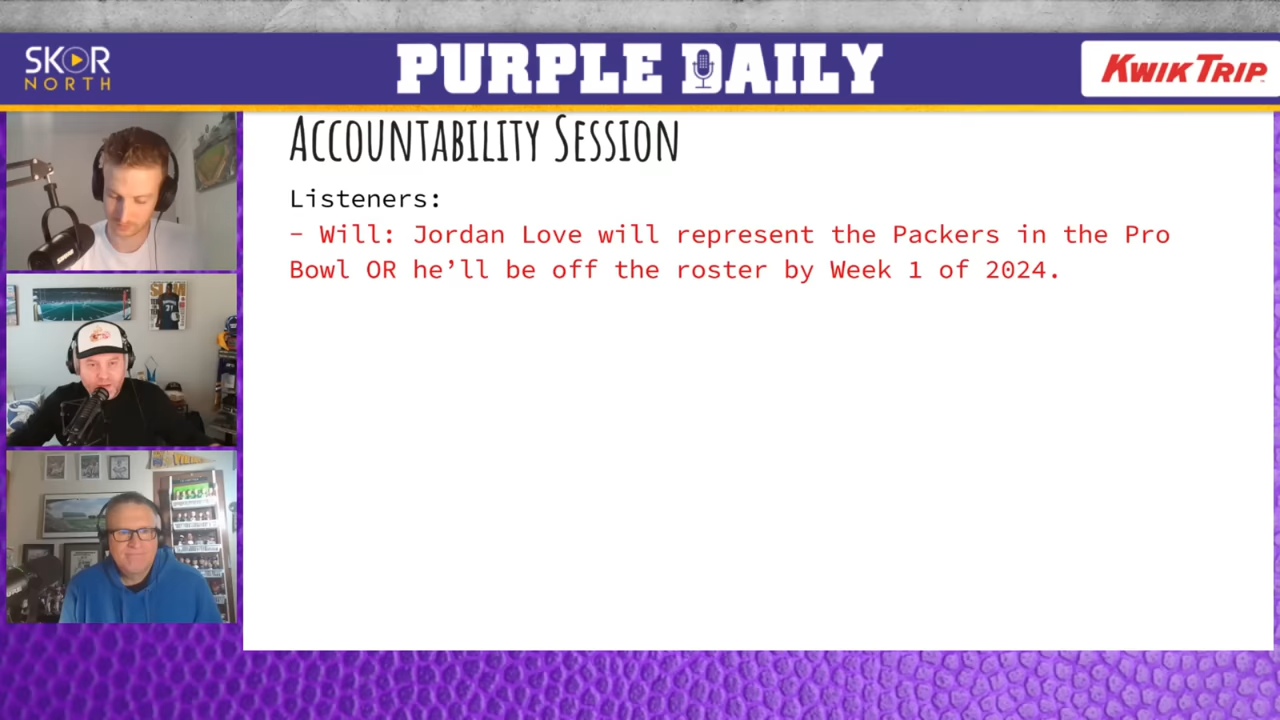 SKOR
NORTH
PURPLE DAILY
KWIK TRIP
ACCOUNTABILITY SESSION
Listeners:
- Will: Jordan Love will represent the Packers in the Pro
Bowl OR he’ll be off the roster by Week 1 of 2024.